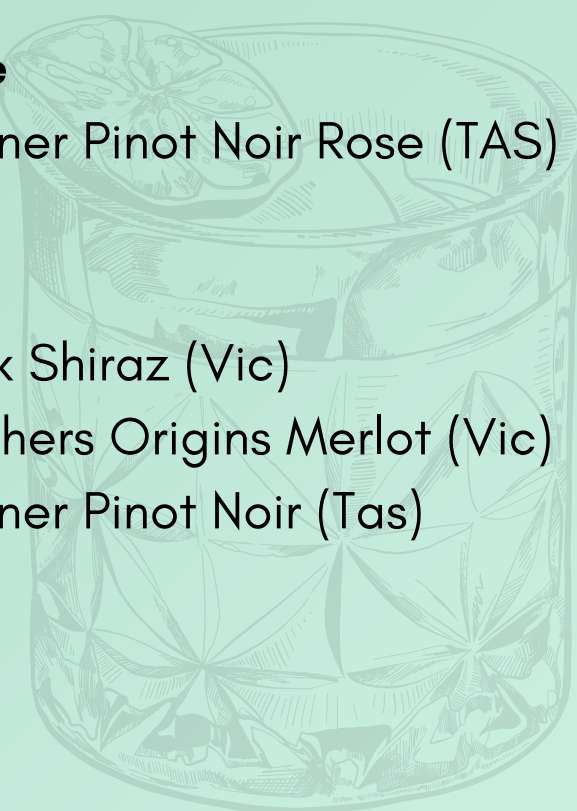 e
ner Pinot Noir Rose (TAS)
k Shiraz (Vic)
hers Origins Merlot (Vic)
ner Pinot Noir (Tas)